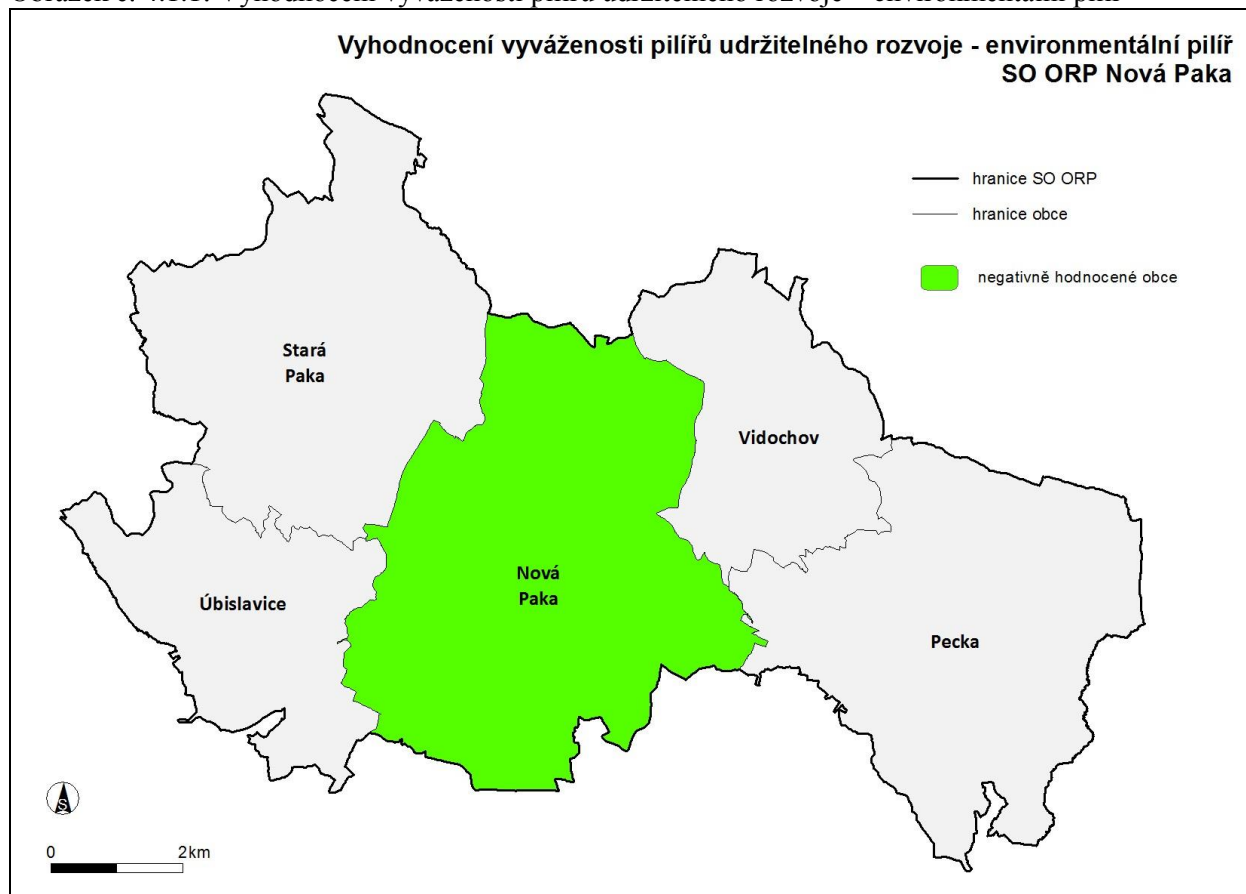 Vyhodnocení vyváženosti pilířů udržitelného rozvoje - environmentální pilíř
SO ORP Nová Paka
hranice SO ORP
hranice obce
negativně hodnocené obce
Stará
Paka
Vidochov
Nová
Paka
Úbislavice
Pecka
S
0 2km